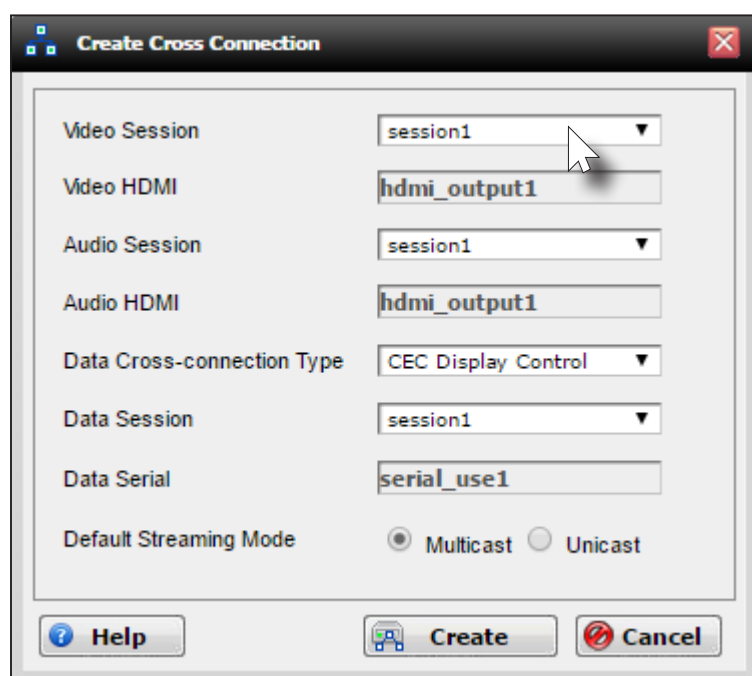 Create Cross Connection
Video Session session1
Video HDMI hdmi_output1
Audio Session session1
Audio HDMI hdmi_output1
Data Cross-connection Type CEC Display Control
Data Session session1
Data Serial serial_use1
Default Streaming Mode Multicast Unicast
Help Create Cancel